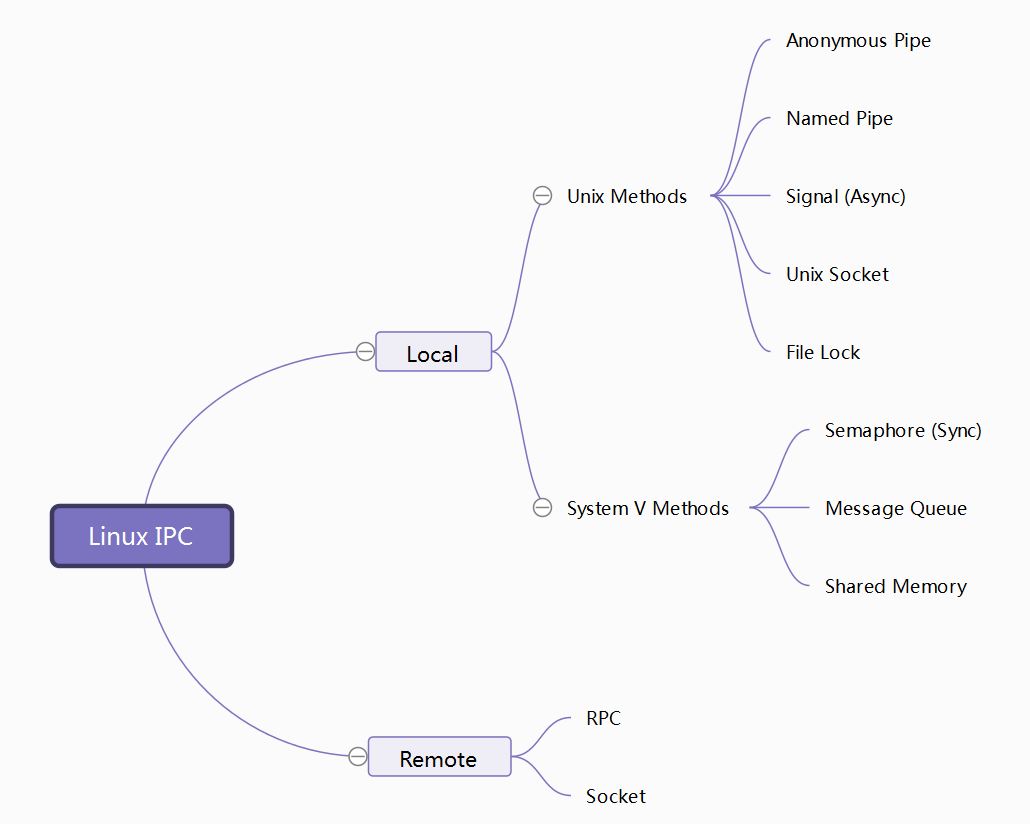 Linux IPC
Local
Unix Methods
Anonymous Pipe
Named Pipe
Signal (Async)
Unix Socket
File Lock
System V Methods
Semaphore (Sync)
Message Queue
Shared Memory
Remote
RPC
Socket